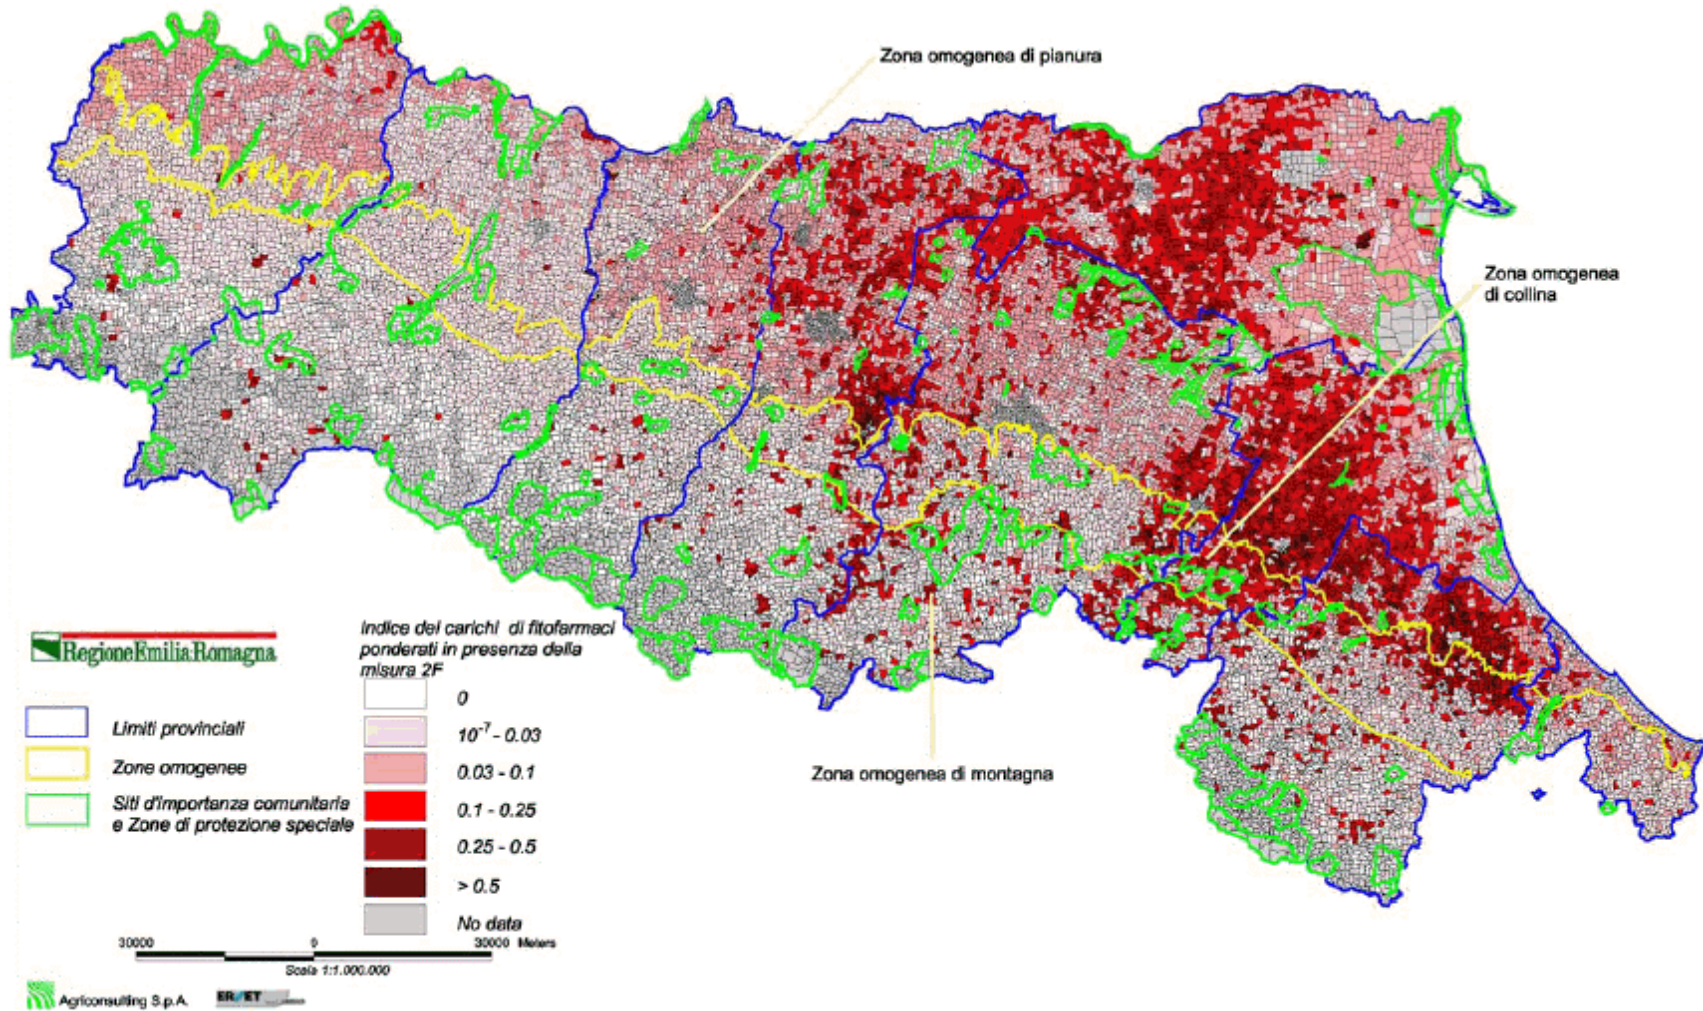 Zona omogenea di pianura
Zona omogenea
di collina
Zona omogenea di montagna
RegioneEmilia-Romagna
Limiti provinciali
Zone omogenee
Siti d'importanza comunitaria
e Zone di protezione speciale
Indice dei carichi di fitofarmaci
ponderati in presenza della
misura 2F
0
10⁻⁷ - 0.03
0.03 - 0.1
0.1 - 0.25
0.25 - 0.5
> 0.5
No data
30000 0 30000 Meters
Scala 1:1.000.000
Agriconsulting S.p.A.
ERVET